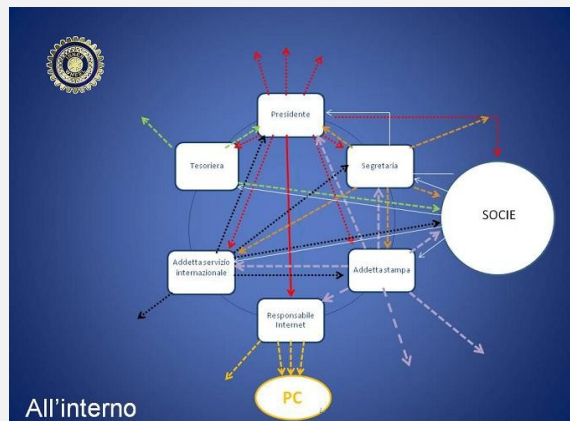 Presidente
Tesoriera
Segretaria
SOCIE
Addetta servizio
internazionale
Addetta stampa
Responsabile
Internet
PC
All'interno